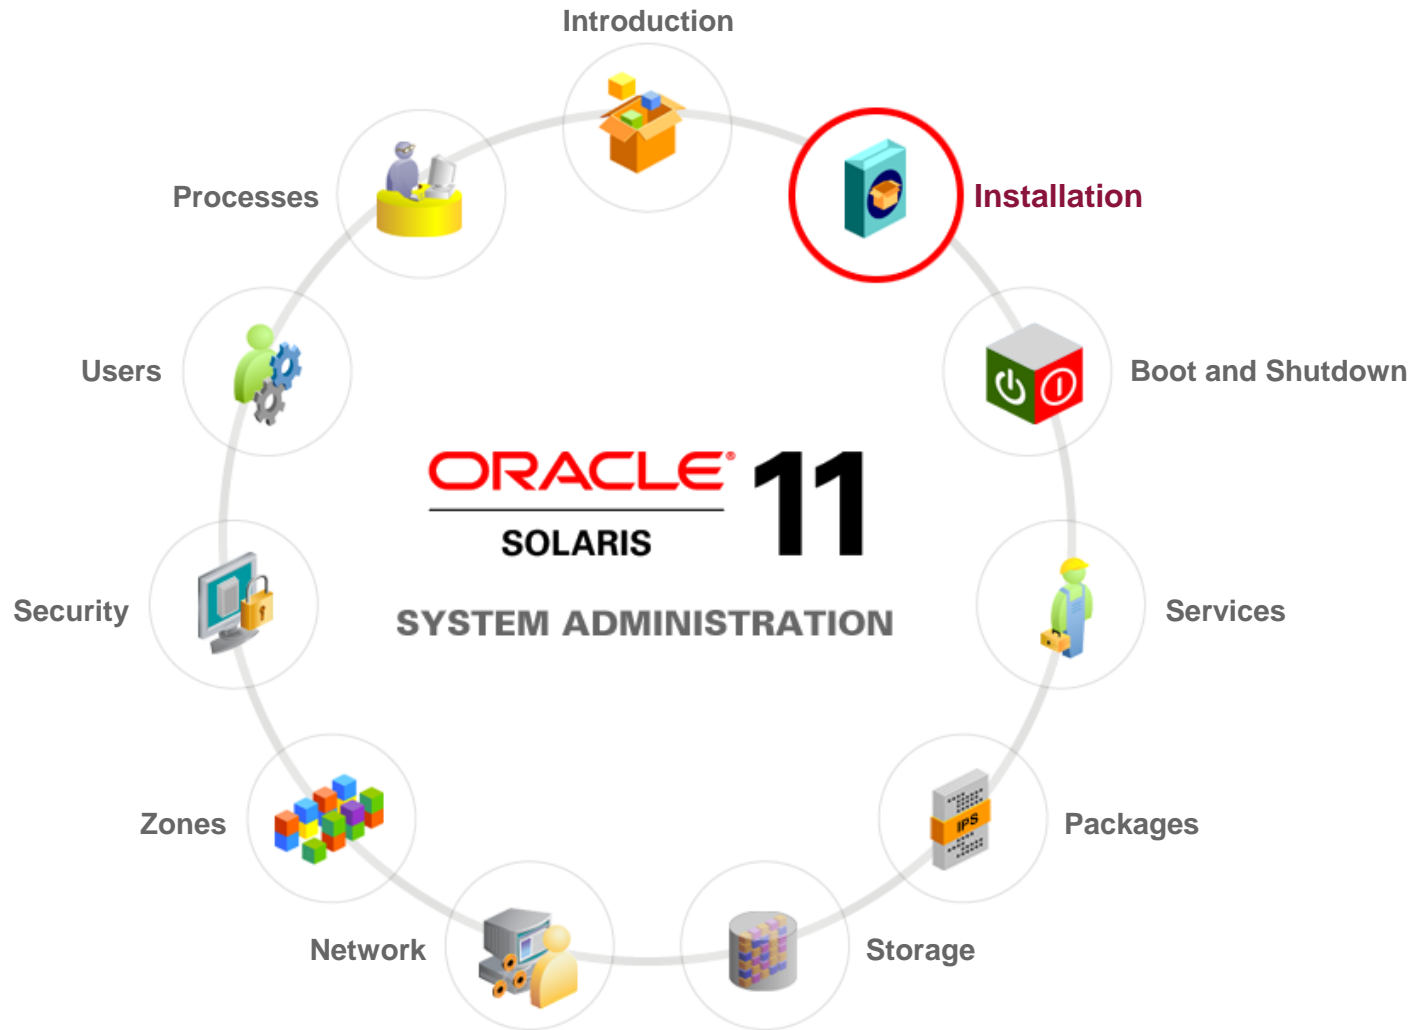 Introduction
Processes
Installation
Users
Boot and Shutdown
ORACLE® 11
SOLARIS
SYSTEM ADMINISTRATION
Security
Services
Zones
IPS
Packages
Network
Storage